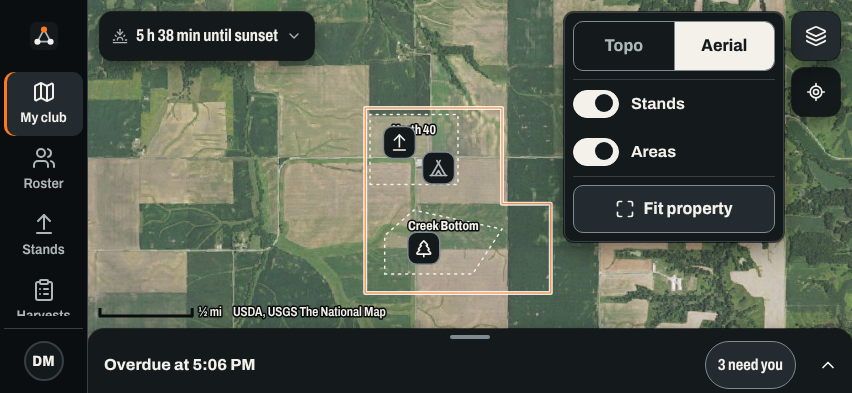 5 h 38 min until sunset
Topo
Aerial
Stands
Areas
Fit property
My club
Roster
Stands
Harvests
DM
40
Creek Bottom
½ mi
USDA, USGS The National Map
Overdue at 5:06 PM
3 need you